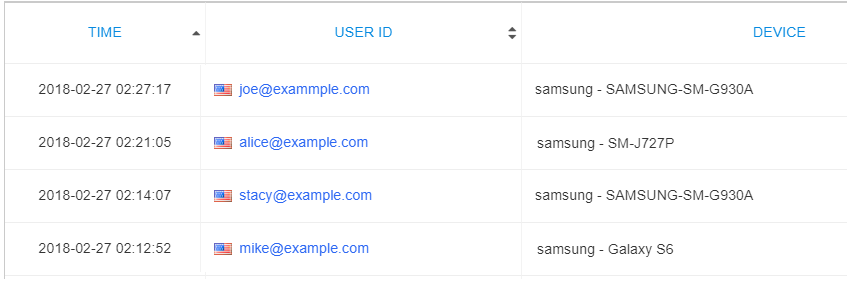 TIME USER ID DEVICE
2018-02-27 02:27:17 joe@exammple.com samsung - SAMSUNG-SM-G930A
2018-02-27 02:21:05 alice@example.com samsung - SM-J727P
2018-02-27 02:14:07 stacy@example.com samsung - SAMSUNG-SM-G930A
2018-02-27 02:12:52 mike@example.com samsung - Galaxy S6